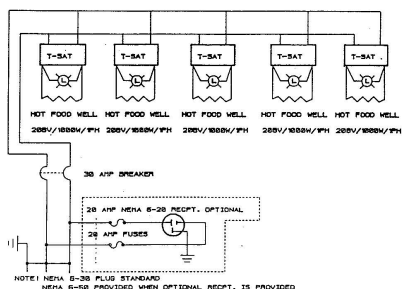 T-SAT T-SAT T-SAT T-SAT T-SAT
L L L L L
HOT FOOD WELL HOT FOOD WELL HOT FOOD WELL HOT FOOD WELL HOT FOOD WELL
208V/1000W/1PH 208V/1000W/1PH 208V/1000W/1PH 208V/1000W/1PH 208V/1000W/1PH
30 AMP BREAKER
20 AMP NEMA 6-20 RECPT. OPTIONAL
20 AMP FUSES
NOTE! NEMA 6-30 PLUG STANDARD
NEMA 6-50 PROVIDED WHEN OPTIONAL RECPT. IS PROVIDED